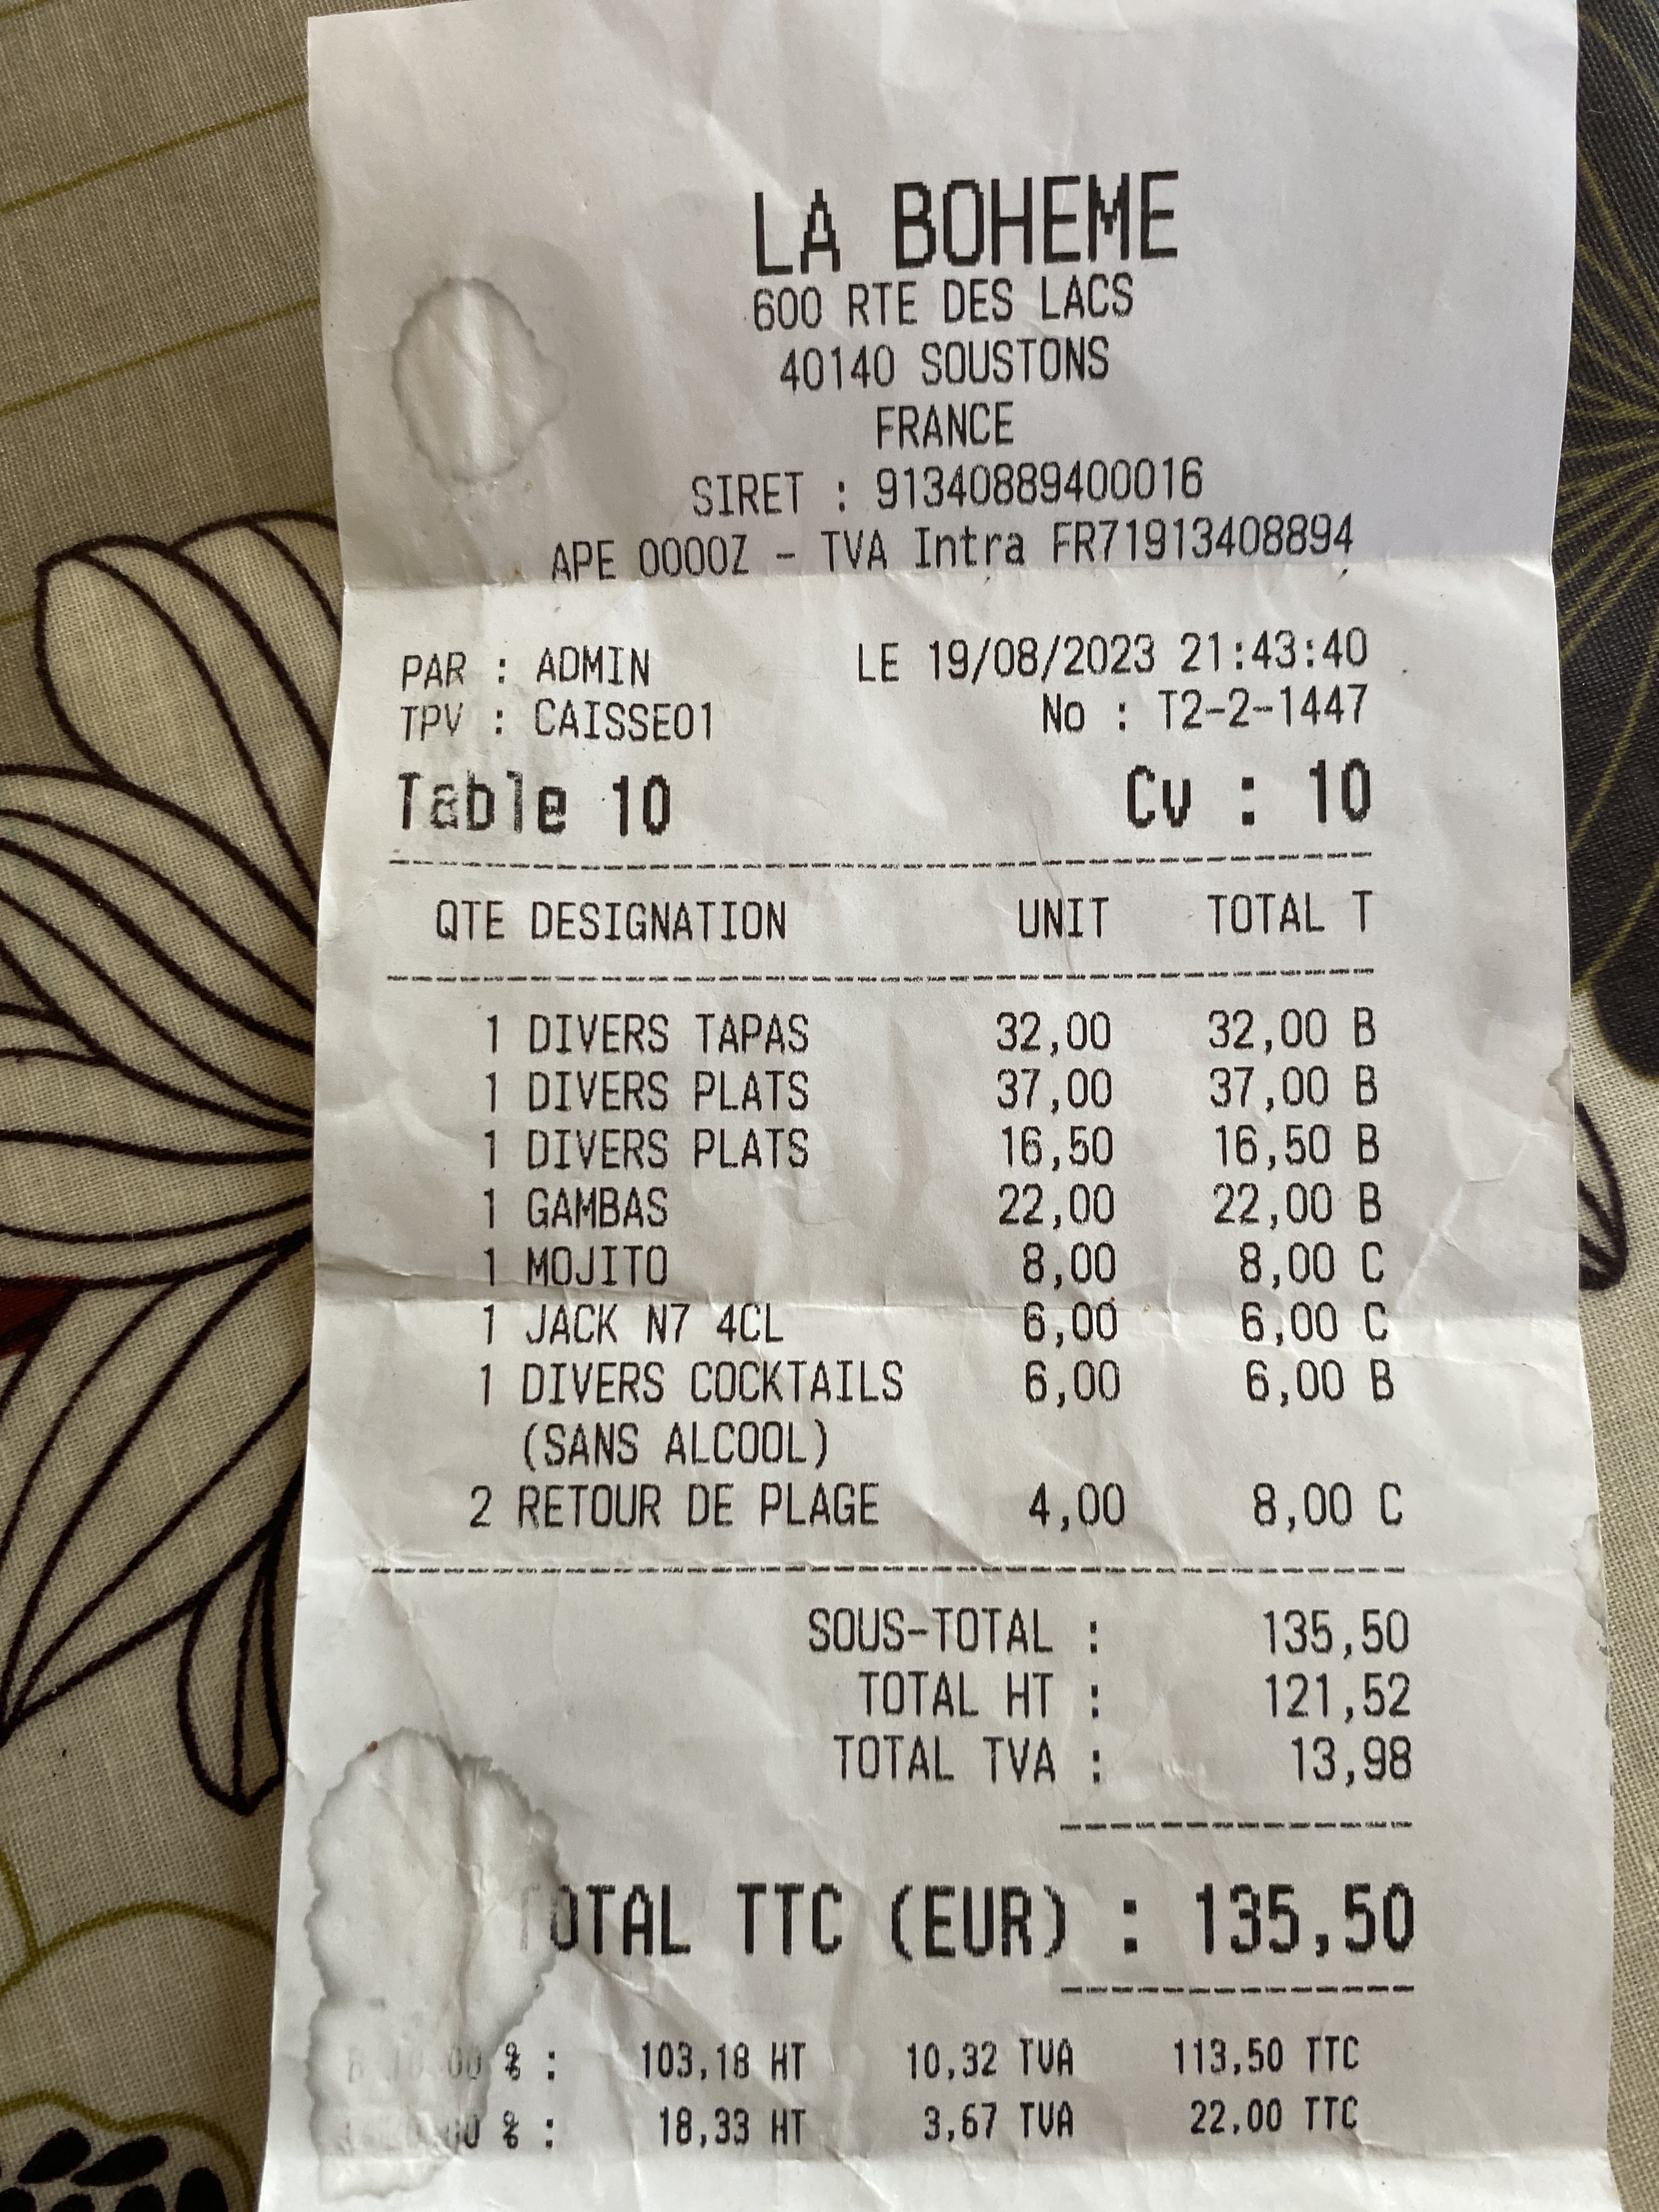 LA BOHEME
600 RTE DES LACS
40140 SOUSTONS
FRANCE
SIRET : 91340889400016
APE 0000Z - TVA Intra FR71913408894
PAR : ADMIN LE 19/08/2023 21:43:40
TPV : CAISSE01 No : T2-2-1447
Table 10 Cv : 10
QTE DESIGNATION UNIT TOTAL T
1 DIVERS TAPAS 32,00 32,00 B
1 DIVERS PLATS 37,00 37,00 B
1 DIVERS PLATS 16,50 16,50 B
1 GAMBAS 22,00 22,00 B
1 MOJITO 8,00 8,00 C
1 JACK N7 4CL 6,00 6,00 C
1 DIVERS COCKTAILS 6,00 6,00 B
(SANS ALCOOL)
2 RETOUR DE PLAGE 4,00 8,00 C
SOUS-TOTAL : 135,50
TOTAL HT : 121,52
TOTAL TVA : 13,98
TOTAL TTC (EUR) : 135,50
% : 103,18 HT 10,32 TVA 113,50 TTC
% : 18,33 HT 3,67 TVA 22,00 TTC